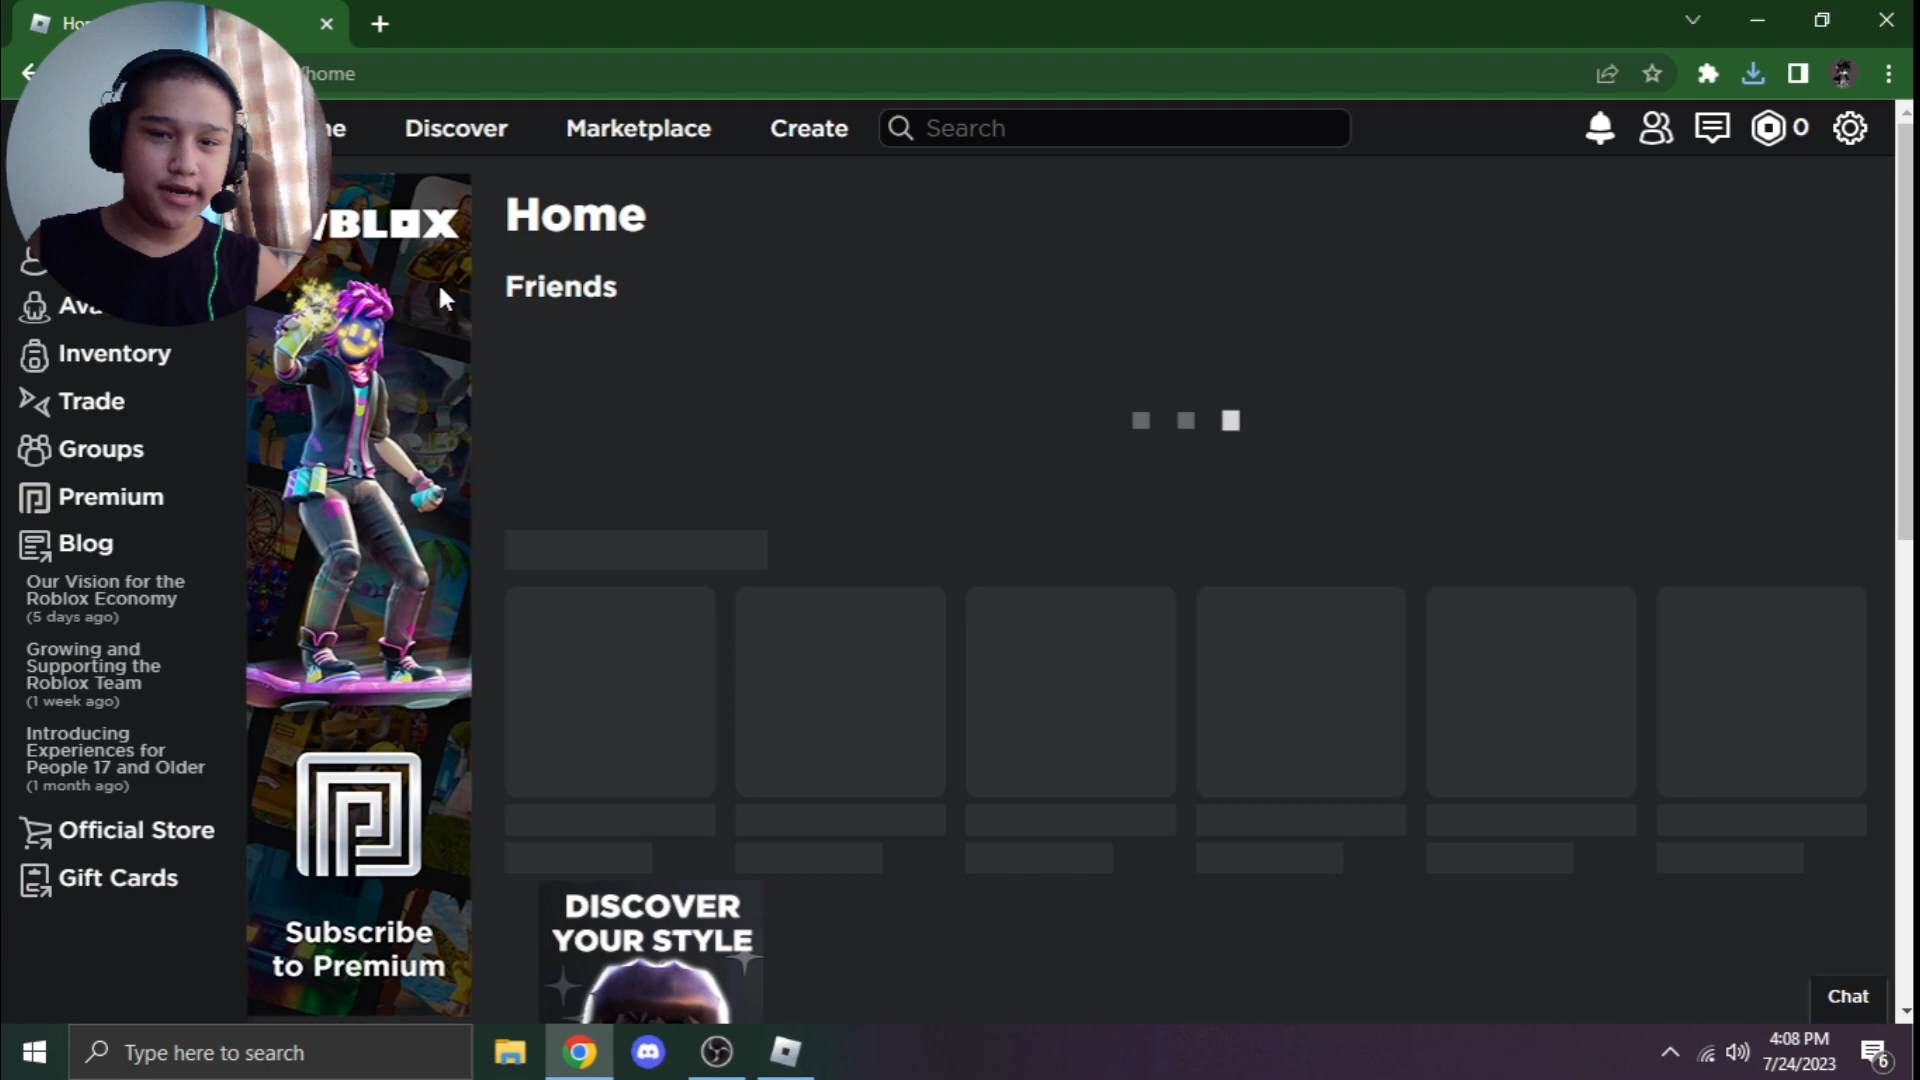 /home
Discover
Marketplace
Create
Search
0
Home
Friends
Inventory
Trade
Groups
Premium
Blog
Our Vision for the
Roblox Economy
(5 days ago)
Growing and
Supporting the
Roblox Team
(1 week ago)
Introducing
Experiences for
People 17 and Older
(1 month ago)
Official Store
Gift Cards
BLOX
Subscribe
to Premium
DISCOVER
YOUR STYLE
Chat
Type here to search
4:08 PM
7/24/2023
6